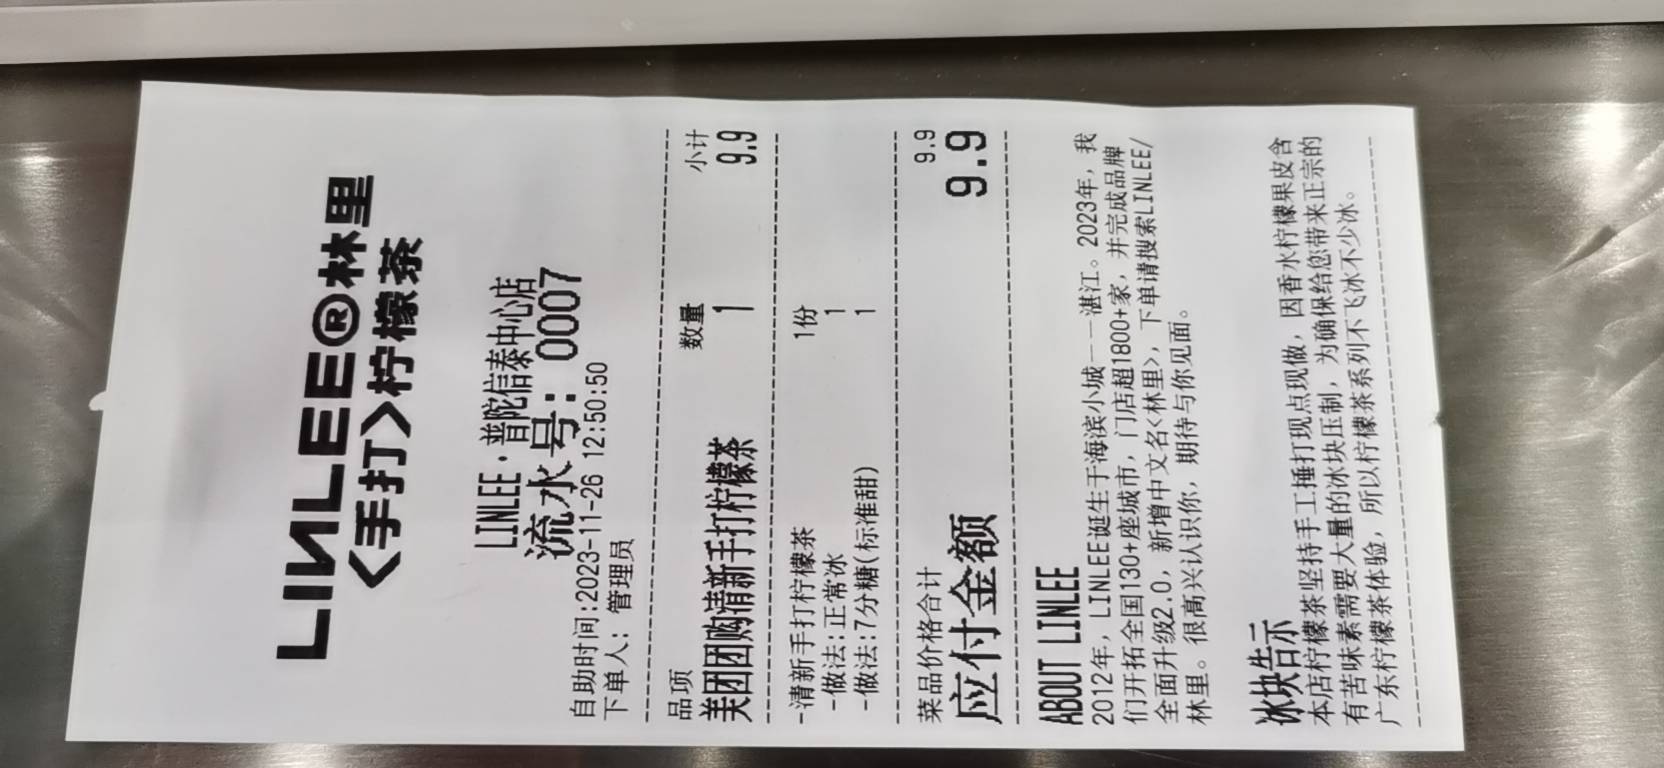 LINLEE®林里
<手打>柠檬茶
LINLEE·普陀信泰中心店
流水号：0007
自助时间:2023-11-26 12:50:50
下单人：管理员
品项 数量 小计
美团团购清新手打柠檬茶 1 9.9
-清新手打柠檬茶 1份
-做法:正常冰 1
-做法:7分糖(标准甜) 1
菜品价格合计 9.9
应付金额 9.9
ABOUT LINLEE
2012年，LINLEE诞生于海滨小城——湛江。2023年，我
们开拓全国130+座城市，门店超1800+家，并完成品牌
全面升级2.0，新增中文名<林里>，下单请搜索LINLEE/
林里。很高兴认识你，期待与你见面。
冰块告示
本店柠檬茶坚持手工捶打现点现做，因香水柠檬果皮含
有苦味素需要大量的冰块压制，为确保给您带来正宗的
广东柠檬茶体验，所以柠檬茶系列不飞冰不少冰。